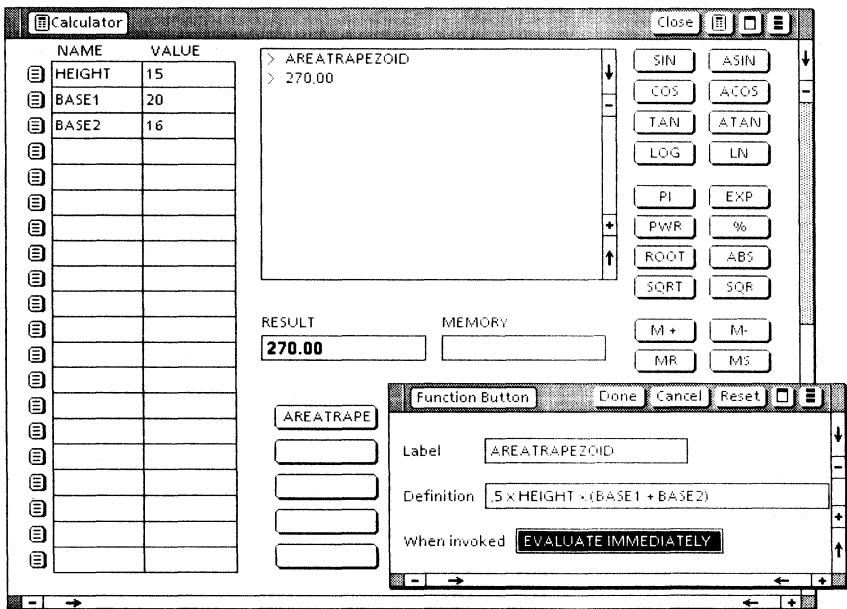 Calculator
Close
NAME VALUE
HEIGHT 15
BASE1 20
BASE2 16
> AREATRAPEZOID
> 270.00
RESULT MEMORY
270.00
AREATRAPE
SIN ASIN
COS ACOS
TAN ATAN
LOG LN
PI EXP
PWR %
ROOT ABS
SQRT SQR
M + M-
MR MS
Function Button Done Cancel Reset
Label AREATRAPEZOID
Definition .5 × HEIGHT × (BASE1 + BASE2)
When invoked EVALUATE IMMEDIATELY